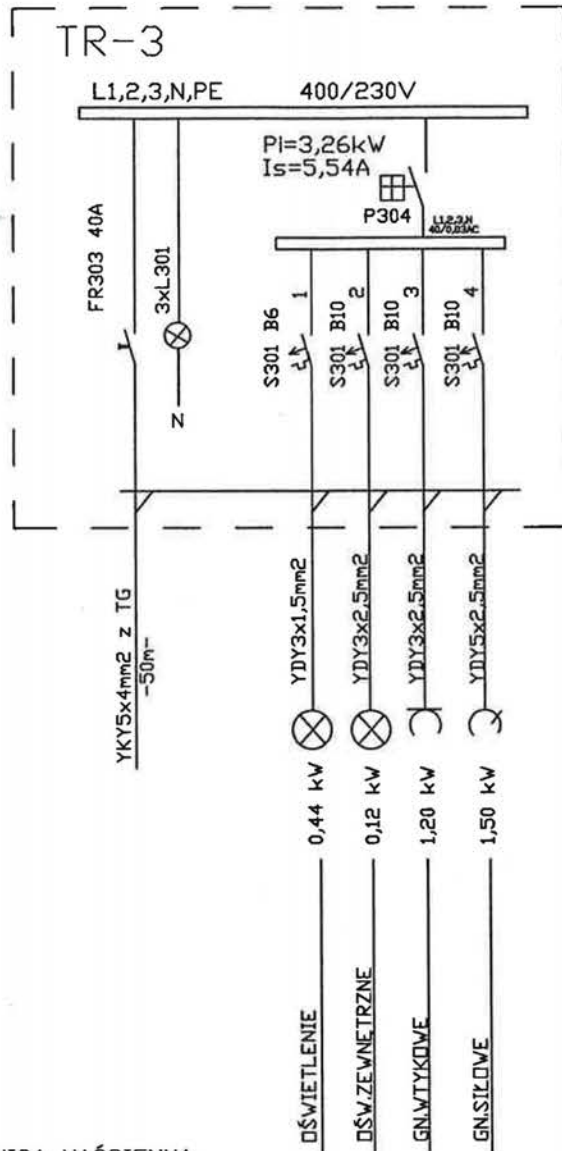 TR-3
L1,2,3,N,PE 400/230V
Pi=3,26kW
Is=5,54A
P304
L1,2,3,N
40/0,03AC
FR303 40A
3xL301
N
S301 B6 1
S301 B10 2
S301 B10 3
S301 B10 4
YKY5x4mm2 z TG
-50m-
YDY3x1,5mm2
YDY3x2,5mm2
YDY3x2,5mm2
YDY5x2,5mm2
0,44 kW
0,12 kW
1,20 kW
1,50 kW
OŚWIETLENIE
OŚW.ZEWNĘTRZNE
GN.WTYKOWE
GN.SIŁOWE